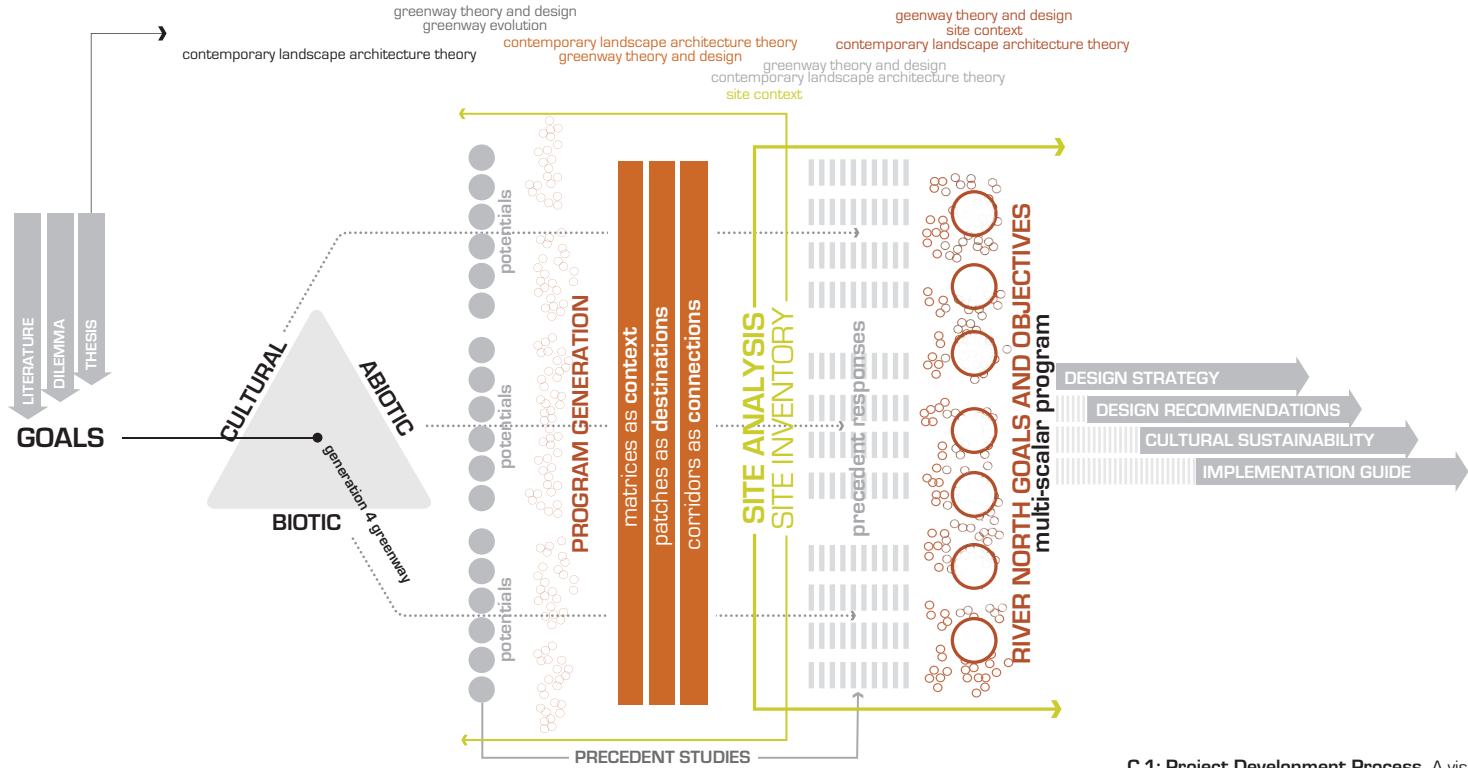 greenway theory and design
greenway evolution
contemporary landscape architecture theory
contemporary landscape architecture theory
greenway theory and design
geenway theory and design
site context
contemporary landscape architecture theory
greenway theory and design
contemporary landscape architecture theory
site context
LITERATURE
DILEMMA
THESIS
GOALS
CULTURAL
ABIOTIC
BIOTIC
generation 4 greenway
potentials
potentials
potentials
PROGRAM GENERATION
matrices as context
patches as destinations
corridors as connections
SITE ANALYSIS
SITE INVENTORY
precedent responses
RIVER NORTH GOALS AND OBJECTIVES
multi-scalar program
DESIGN STRATEGY
DESIGN RECOMMENDATIONS
CULTURAL SUSTAINABILITY
IMPLEMENTATION GUIDE
PRECEDENT STUDIES
C.1: Project Development Process. A vis